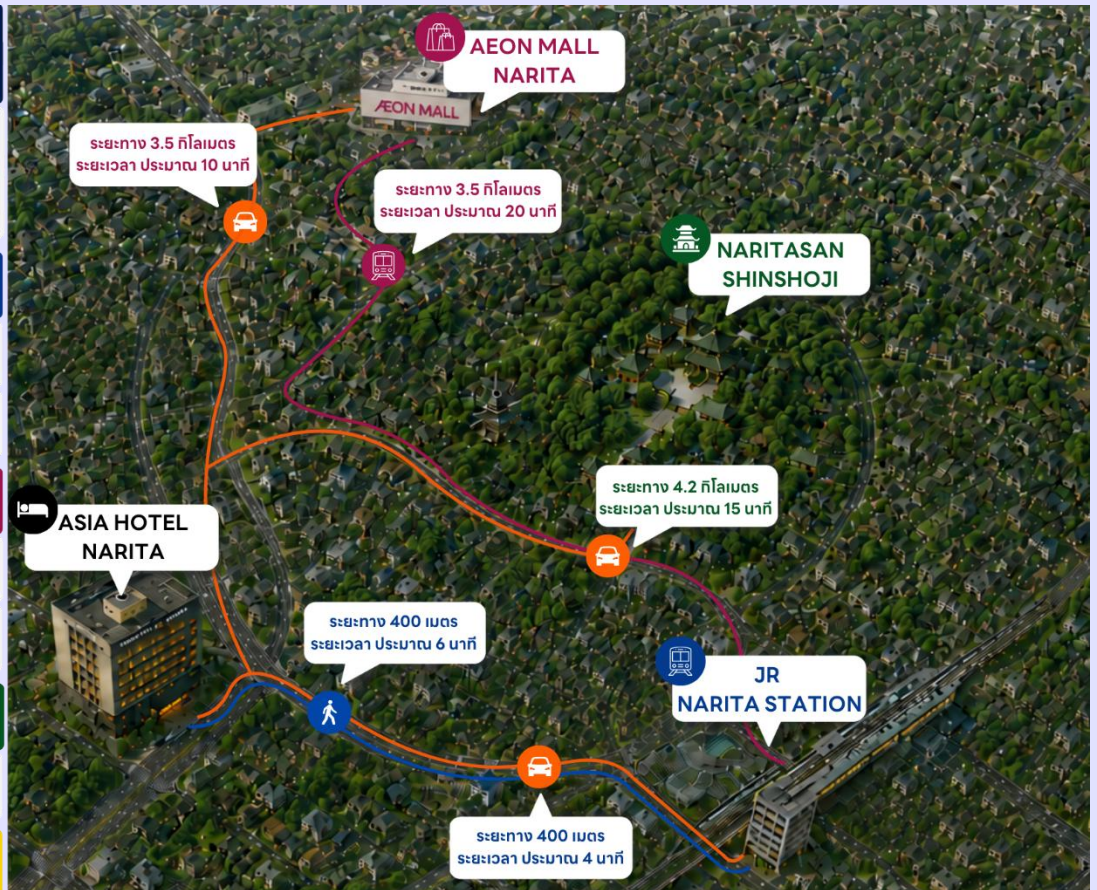 AEON MALL
NARITA
ÆON MALL
ระยะทาง 3.5 กิโลเมตร
ระยะเวลา ประมาณ 10 นาที
ระยะทาง 3.5 กิโลเมตร
ระยะเวลา ประมาณ 20 นาที
NARITASAN
SHINSHOJI
ระยะทาง 4.2 กิโลเมตร
ระยะเวลา ประมาณ 15 นาที
ASIA HOTEL
NARITA
ระยะทาง 400 เมตร
ระยะเวลา ประมาณ 6 นาที
JR
NARITA STATION
ระยะทาง 400 เมตร
ระยะเวลา ประมาณ 4 นาที